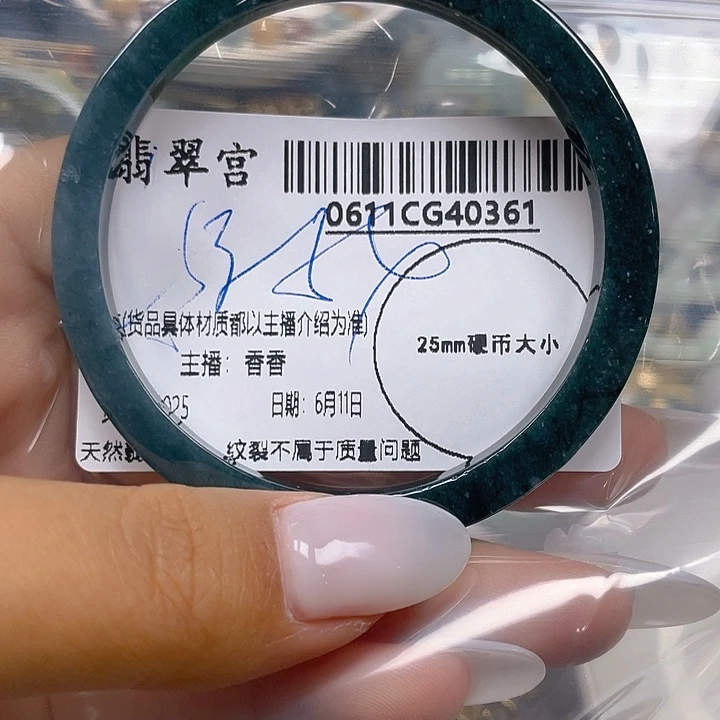 翡翠宫
0611CG40361
(货品具体材质都以主播介绍为准)
25mm硬币大小
主播：香香
日期：6月11日
天然 纹裂不属于质量问题